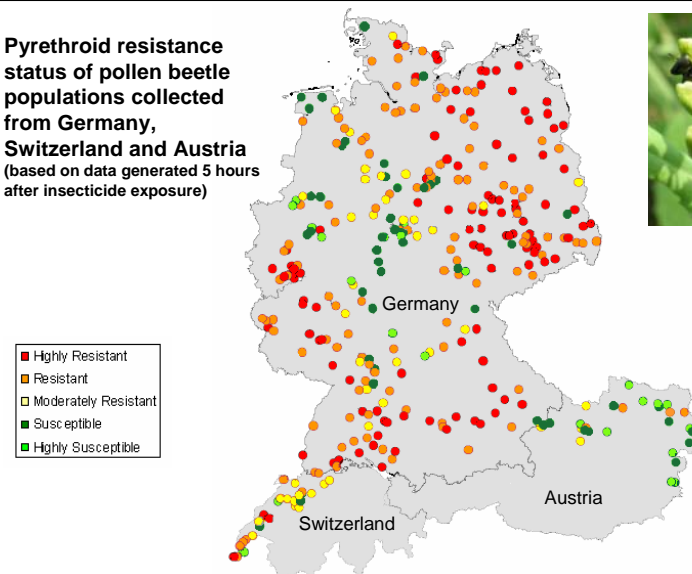 Pyrethroid resistance
status of pollen beetle
populations collected
from Germany,
Switzerland and Austria
(based on data generated 5 hours
after insecticide exposure)
Germany
Highly Resistant
Resistant
Moderately Resistant
Susceptible
Highly Susceptible
Austria
Switzerland